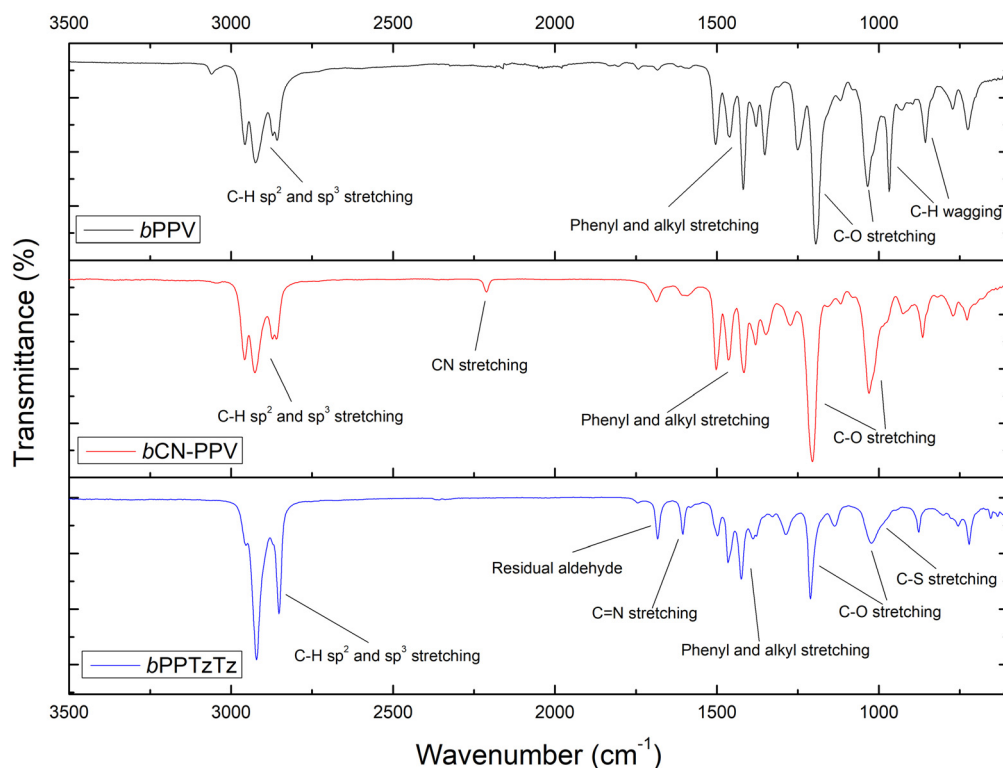 3500 3000 2500 2000 1500 1000
C-H sp² and sp³ stretching
Phenyl and alkyl stretching
C-H wagging
C-O stretching
bPPV
CN stretching
C-H sp² and sp³ stretching
Phenyl and alkyl stretching
C-O stretching
bCN-PPV
Residual aldehyde
C=N stretching
C-S stretching
C-O stretching
Phenyl and alkyl stretching
C-H sp² and sp³ stretching
bPPTzTz
Transmittance (%)
3500 3000 2500 2000 1500 1000
Wavenumber (cm⁻¹)